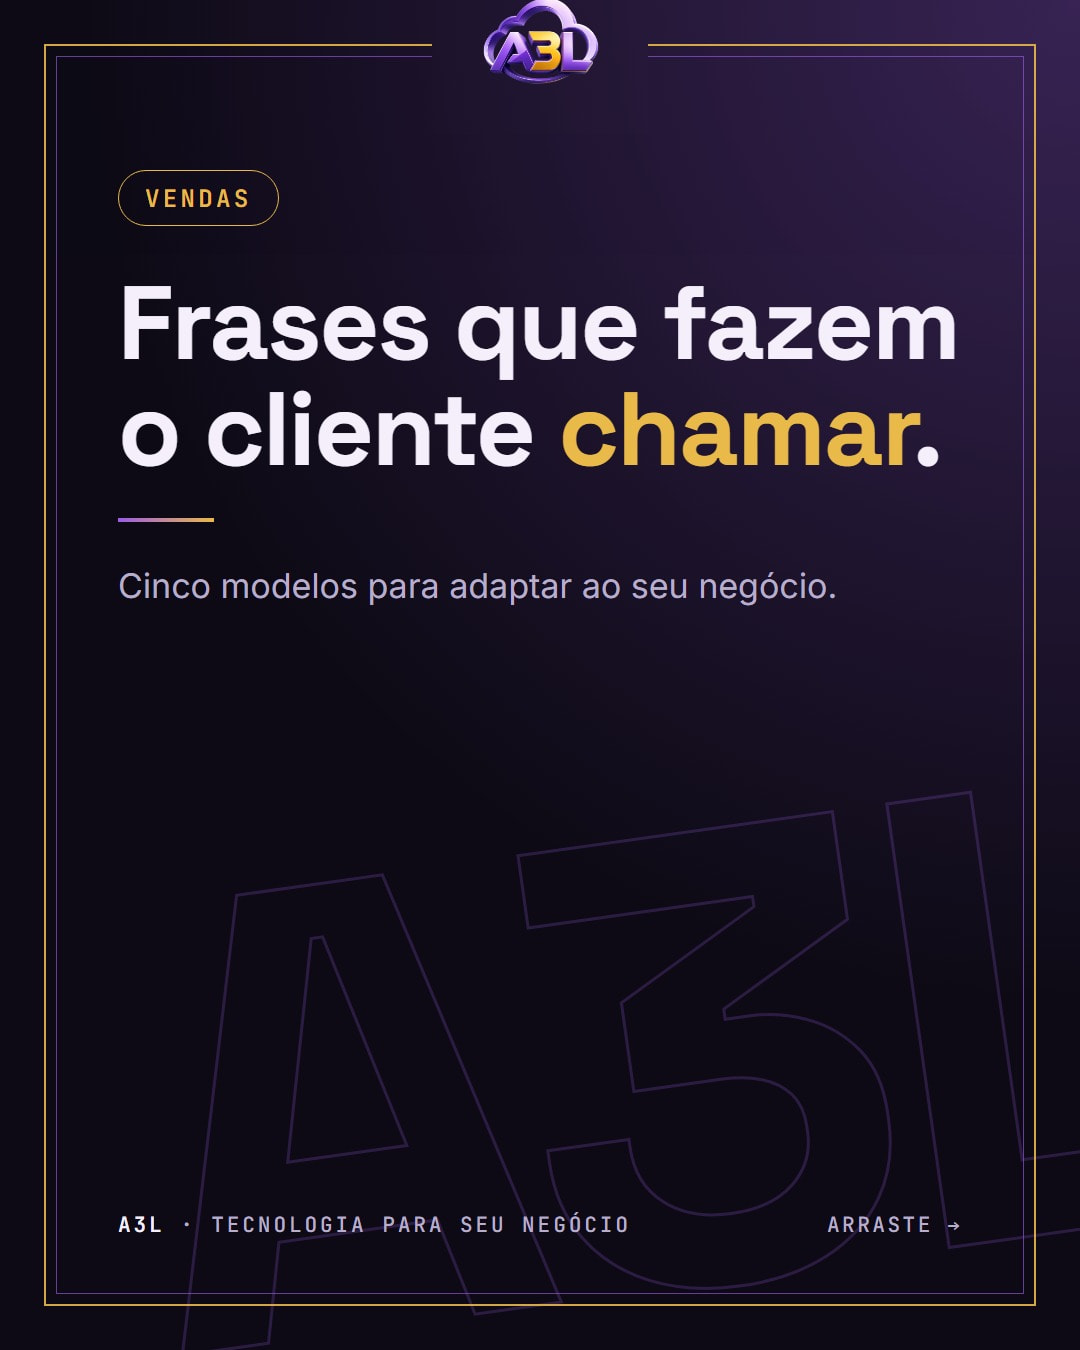 A3L
VENDAS
Frases que fazem
o cliente chamar.
Cinco modelos para adaptar ao seu negócio.
A3L
A3L · TECNOLOGIA PARA SEU NEGÓCIO
ARRASTE →